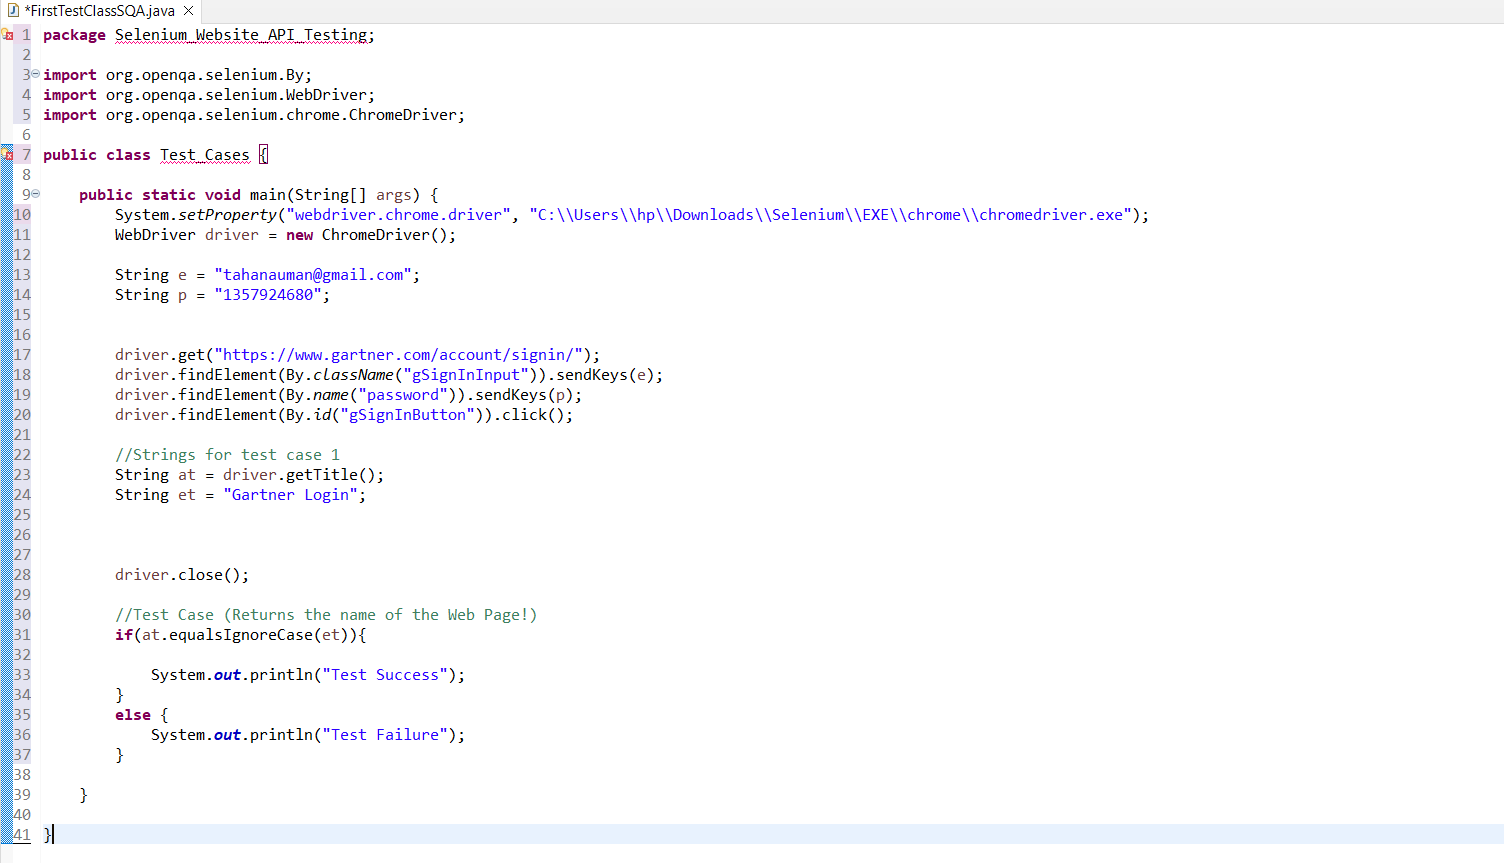 *FirstTestClassSQA.java
1 package Selenium_Website_API_Testing;
2
3 import org.openqa.selenium.By;
4 import org.openqa.selenium.WebDriver;
5 import org.openqa.selenium.chrome.ChromeDriver;
6
7 public class Test_Cases {
8
9     public static void main(String[] args) {
10         System.setProperty("webdriver.chrome.driver", "C:\\Users\\hp\\Downloads\\Selenium\\EXE\\chrome\\chromedriver.exe");
11         WebDriver driver = new ChromeDriver();
12
13         String e = "tahanauman@gmail.com";
14         String p = "1357924680";
15
16
17         driver.get("https://www.gartner.com/account/signin/");
18         driver.findElement(By.className("gSignInInput")).sendKeys(e);
19         driver.findElement(By.name("password")).sendKeys(p);
20         driver.findElement(By.id("gSignInButton")).click();
21
22         //Strings for test case 1
23         String at = driver.getTitle();
24         String et = "Gartner Login";
25
26
27
28         driver.close();
29
30         //Test Case (Returns the name of the Web Page!)
31         if(at.equalsIgnoreCase(et)){
32
33             System.out.println("Test Success");
34         }
35         else {
36             System.out.println("Test Failure");
37         }
38
39     }
40
41 }